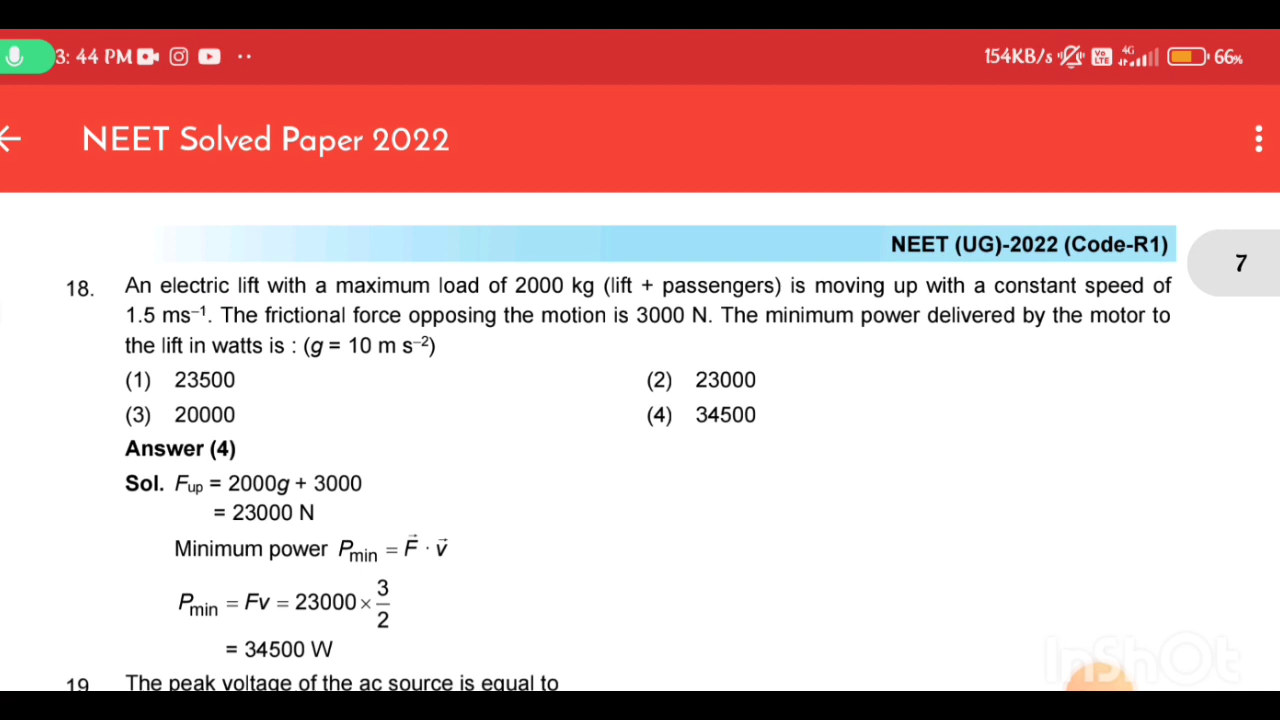 3: 44 PM ‧‧ 154KB/s Vo LTE 4G 66%
← NEET Solved Paper 2022
NEET (UG)-2022 (Code-R1)
7
18. An electric lift with a maximum load of 2000 kg (lift + passengers) is moving up with a constant speed of
1.5 ms⁻¹. The frictional force opposing the motion is 3000 N. The minimum power delivered by the motor to
the lift in watts is : (g = 10 m s⁻²)
(1) 23500 (2) 23000
(3) 20000 (4) 34500
Answer (4)
Sol. F_up = 2000g + 3000
= 23000 N
Minimum power P_min = F⃗ · v⃗
P_min = Fv = 23000 × 3/2
= 34500 W
19 The peak voltage of the ac source is equal to
InShOt